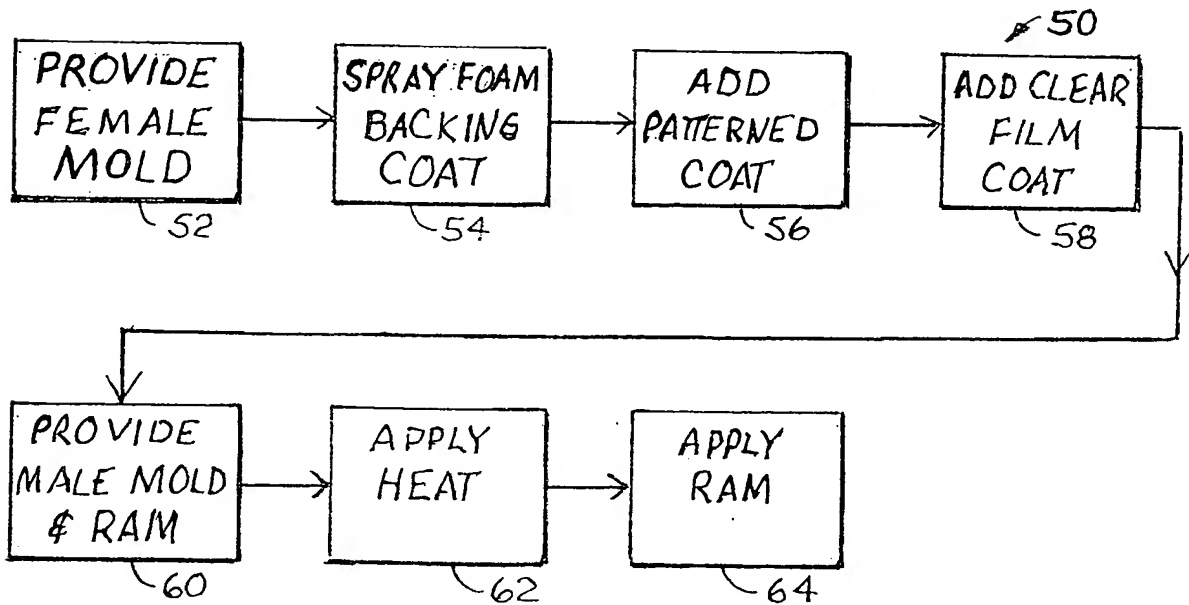 50
PROVIDE
FEMALE
MOLD
52
SPRAY FOAM
BACKING
COAT
54
ADD
PATTERNED
COAT
56
ADD CLEAR
FILM
COAT
58
PROVIDE
MALE MOLD
& RAM
60
APPLY
HEAT
62
APPLY
RAM
64